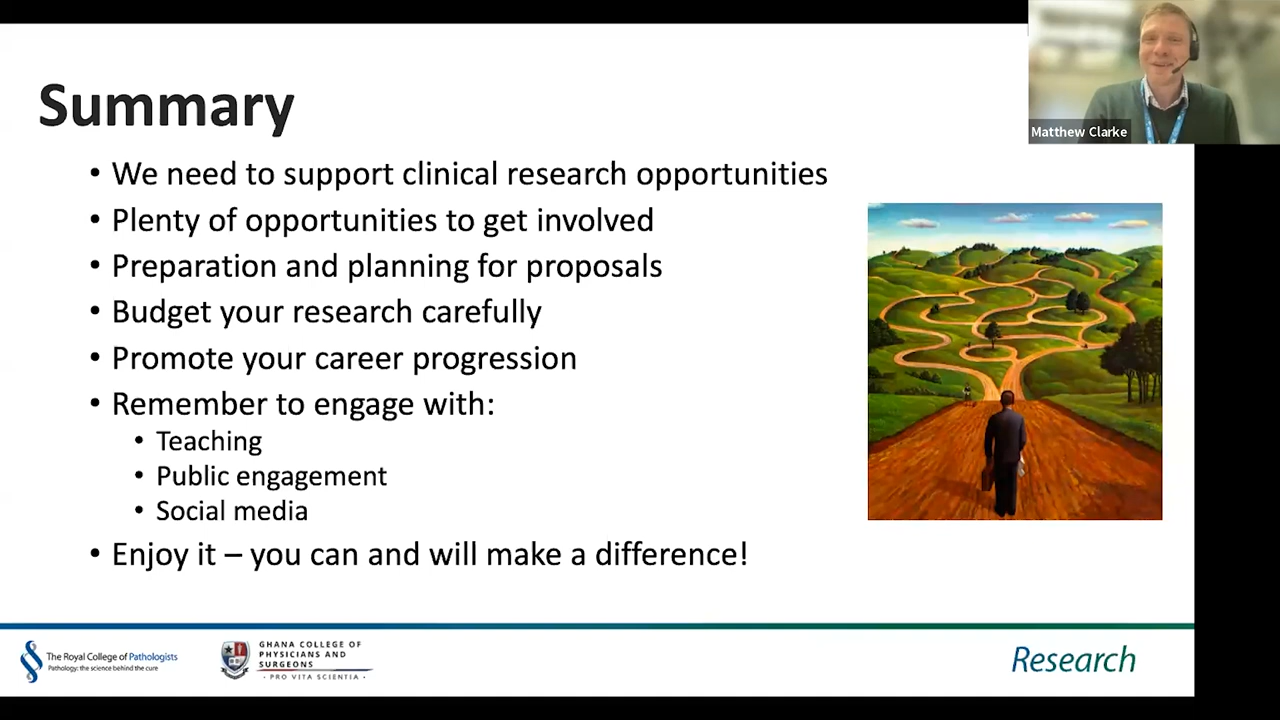 Summary
• We need to support clinical research opportunities
• Plenty of opportunities to get involved
• Preparation and planning for proposals
• Budget your research carefully
• Promote your career progression
• Remember to engage with:
• Teaching
• Public engagement
• Social media
• Enjoy it – you can and will make a difference!
Matthew Clarke
The Royal College of Pathologists
Pathology: the science behind the cure
GHANA COLLEGE OF
PHYSICIANS AND
SURGEONS
· PRO VITA SCIENTIA ·
Research